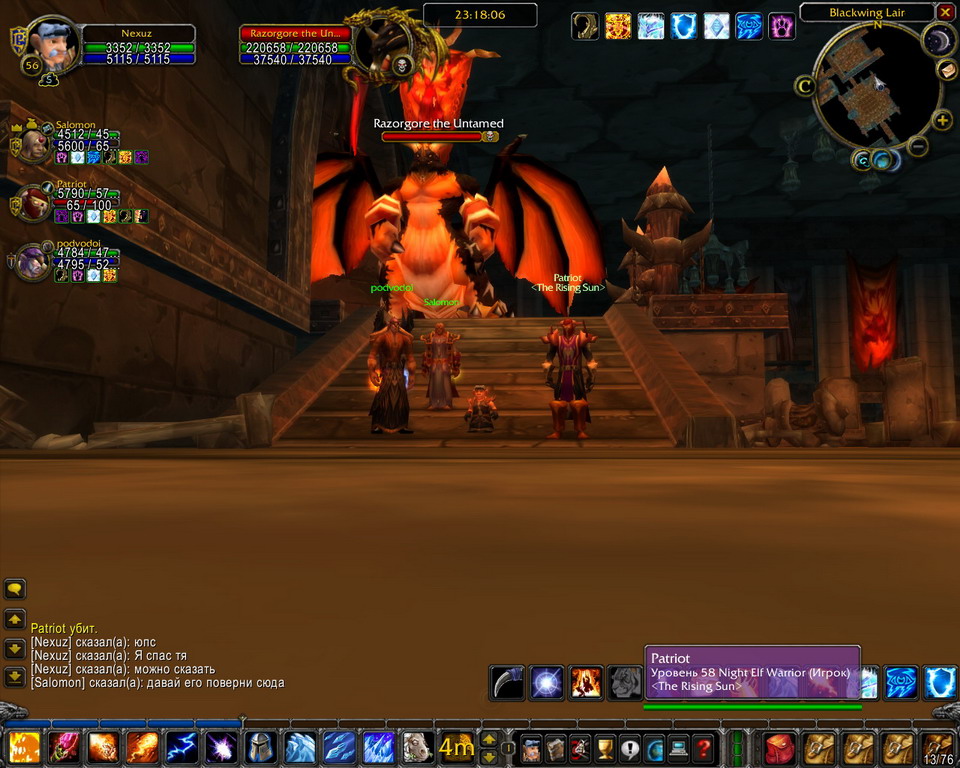 23:18:06
Blackwing Lair
N
Nexuz
3352 / 3352
5115 / 5115
56
S
Razorgore the Un...
220658 / 220658
37540 / 37540
Salomon
4512 / 45...
5600 / 65...
Patriot
5790 / 57...
65 / 100
podvodoi
4784 / 47...
4795 / 52...
Razorgore the Untamed
C
podvodoi
Salomon
Patriot
<The Rising Sun>
Patriot убит.
[Nexuz] сказал(а): юпс
[Nexuz] сказал(а): Я спас тя
[Nexuz] сказал(а): можно сказать
[Salomon] сказал(а): давай его поверни сюда
Patriot
Уровень 58 Night Elf Warrior (Игрок)
<The Rising Sun>
4m
1
13/76